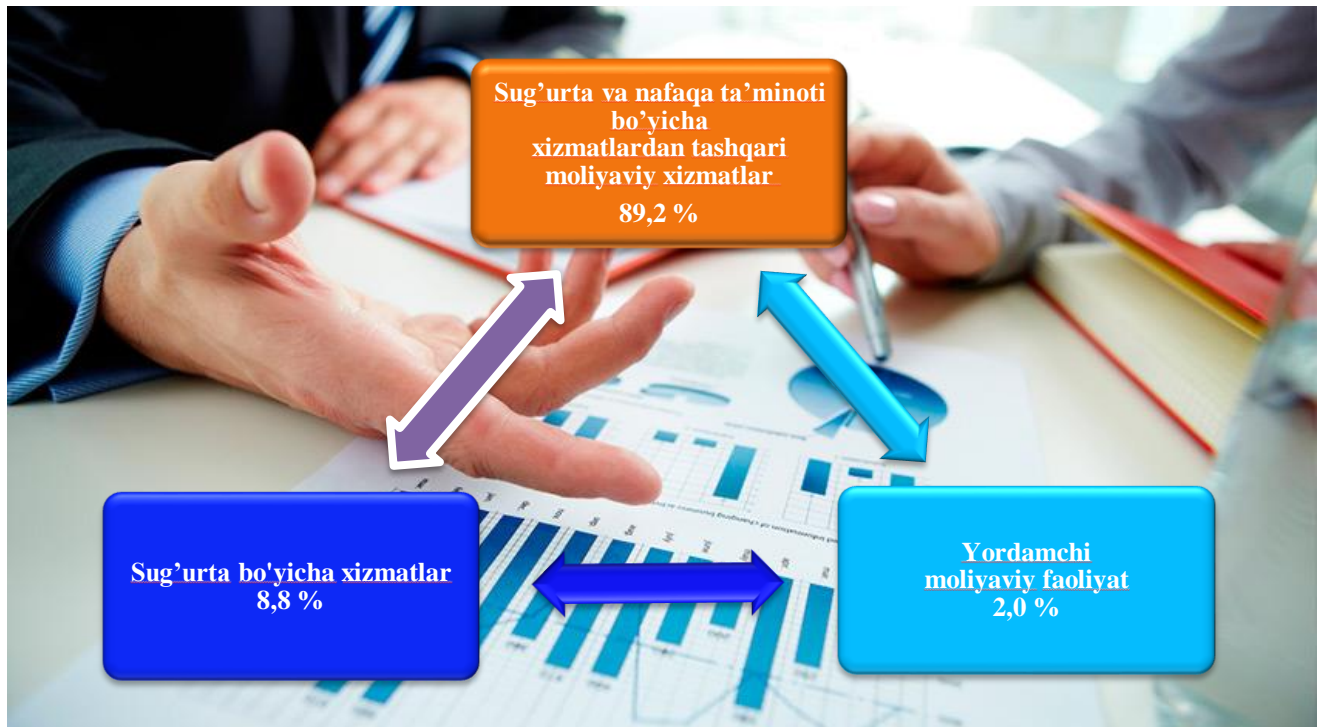 Sug’urta va nafaqa ta’minoti
bo’yicha
xizmatlardan tashqari
moliyaviy xizmatlar
89,2 %
Sug’urta bo'yicha xizmatlar
8,8 %
Yordamchi
moliyaviy faoliyat
2,0 %